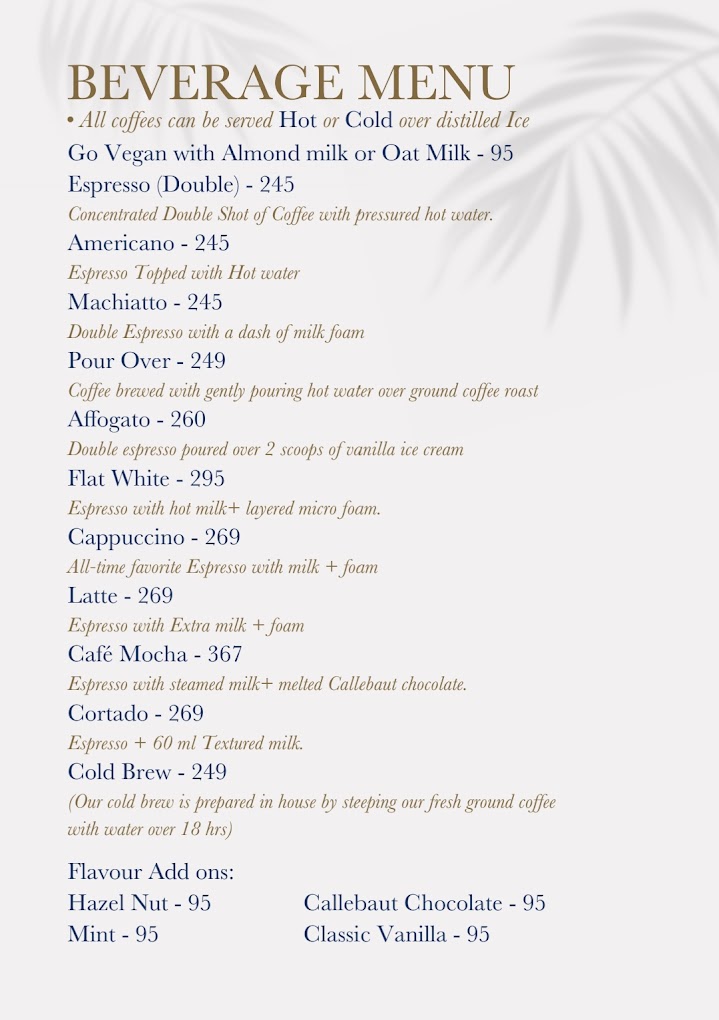 BEVERAGE MENU
• All coffees can be served Hot or Cold over distilled Ice
Go Vegan with Almond milk or Oat Milk - 95
Espresso (Double) - 245
Concentrated Double Shot of Coffee with pressured hot water.
Americano - 245
Espresso Topped with Hot water
Machiatto - 245
Double Espresso with a dash of milk foam
Pour Over - 249
Coffee brewed with gently pouring hot water over ground coffee roast
Affogato - 260
Double espresso poured over 2 scoops of vanilla ice cream
Flat White - 295
Espresso with hot milk+ layered micro foam.
Cappuccino - 269
All-time favorite Espresso with milk + foam
Latte - 269
Espresso with Extra milk + foam
Café Mocha - 367
Espresso with steamed milk+ melted Callebaut chocolate.
Cortado - 269
Espresso + 60 ml Textured milk.
Cold Brew - 249
(Our cold brew is prepared in house by steeping our fresh ground coffee
with water over 18 hrs)
Flavour Add ons:
Hazel Nut - 95 Callebaut Chocolate - 95
Mint - 95 Classic Vanilla - 95